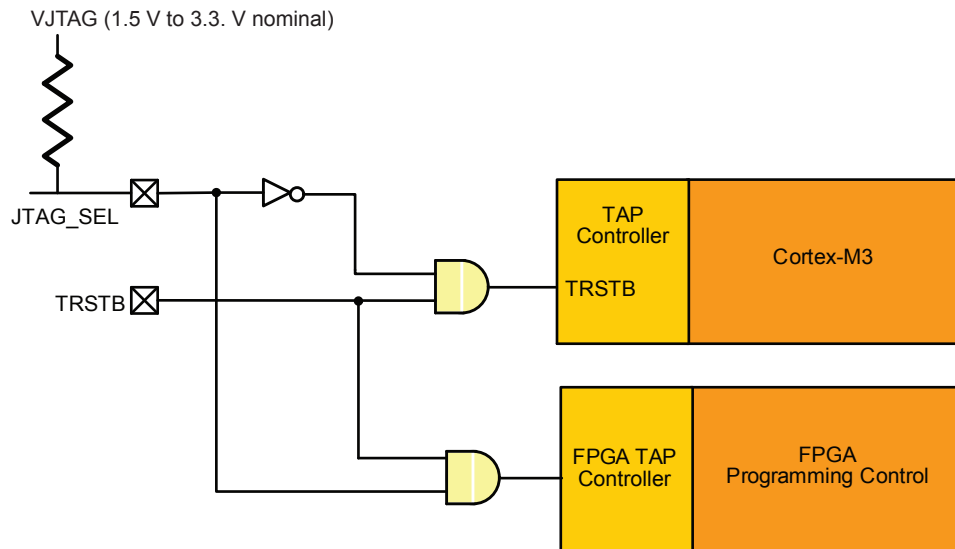 VJTAG (1.5 V to 3.3. V nominal)
JTAG_SEL
TRSTB
TAP
Controller
TRSTB
Cortex-M3
FPGA TAP
Controller
FPGA
Programming Control